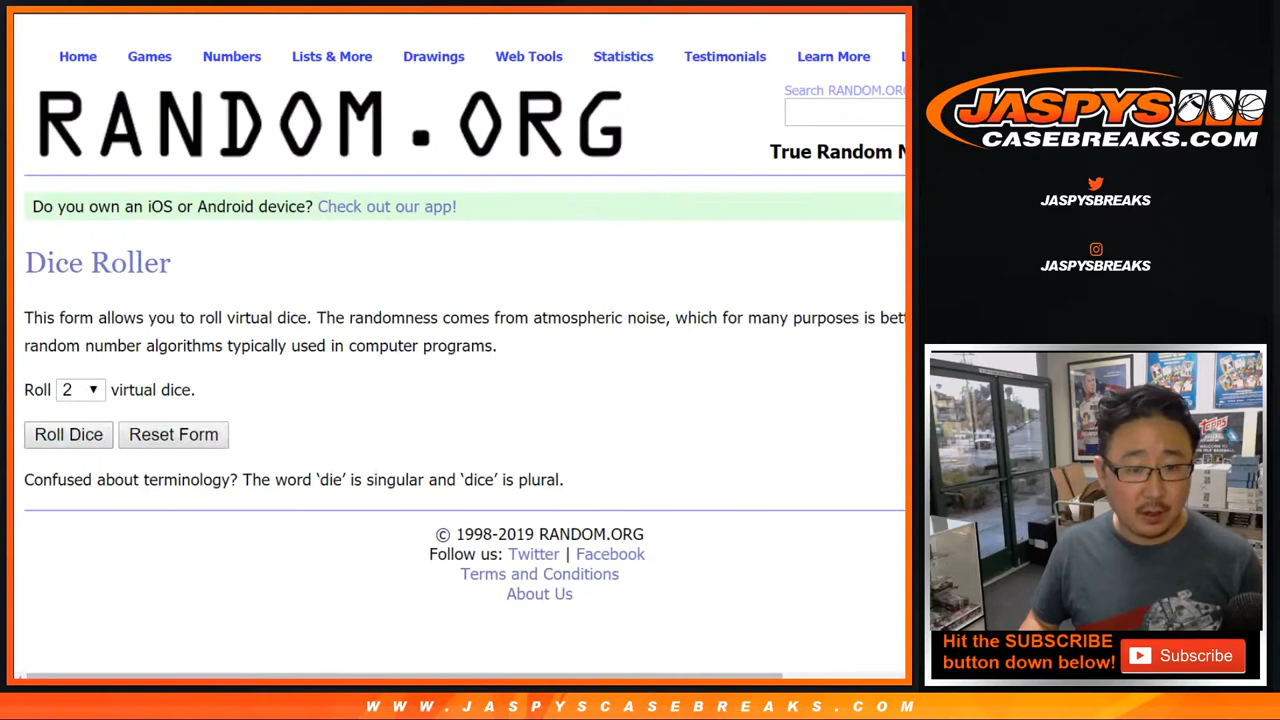 Home Games Numbers Lists & More Drawings Web Tools Statistics Testimonials Learn More
Search RANDOM.ORG
RANDOM.ORG
True Random N
Do you own an iOS or Android device? Check out our app!
Dice Roller
This form allows you to roll virtual dice. The randomness comes from atmospheric noise, which for many purposes is bett
random number algorithms typically used in computer programs.
Roll 2 virtual dice.
Roll Dice Reset Form
Confused about terminology? The word ‘die’ is singular and ‘dice’ is plural.
© 1998-2019 RANDOM.ORG
Follow us: Twitter | Facebook
Terms and Conditions
About Us
JASPYS
CASEBREAKS.COM
JASPYSBREAKS
JASPYSBREAKS
TOPPS
Hit the SUBSCRIBE
button down below!
Subscribe
WWW.JASPYSCASEBREAKS.COM